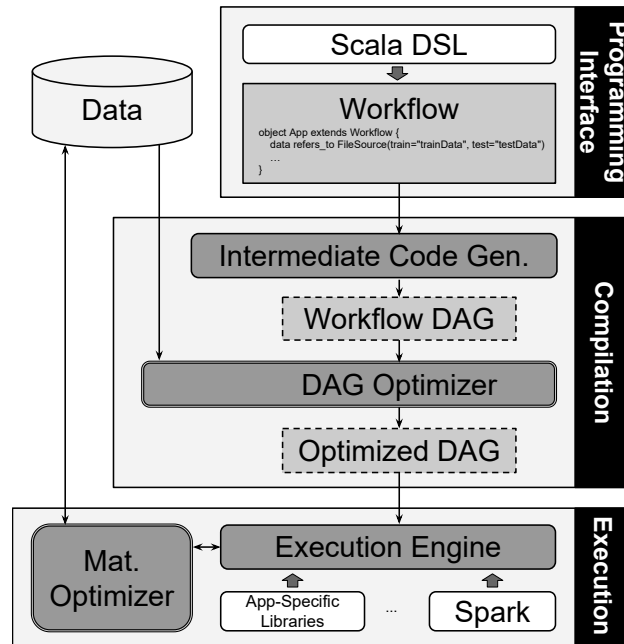 Scala DSL
Workflow
object App extends Workflow {
data refers_to FileSource(train="trainData", test="testData")
…
}
Programming
Interface
Data
Intermediate Code Gen.
Workflow DAG
DAG Optimizer
Optimized DAG
Compilation
Mat.
Optimizer
Execution Engine
App-Specific
Libraries
...
Spark
Execution